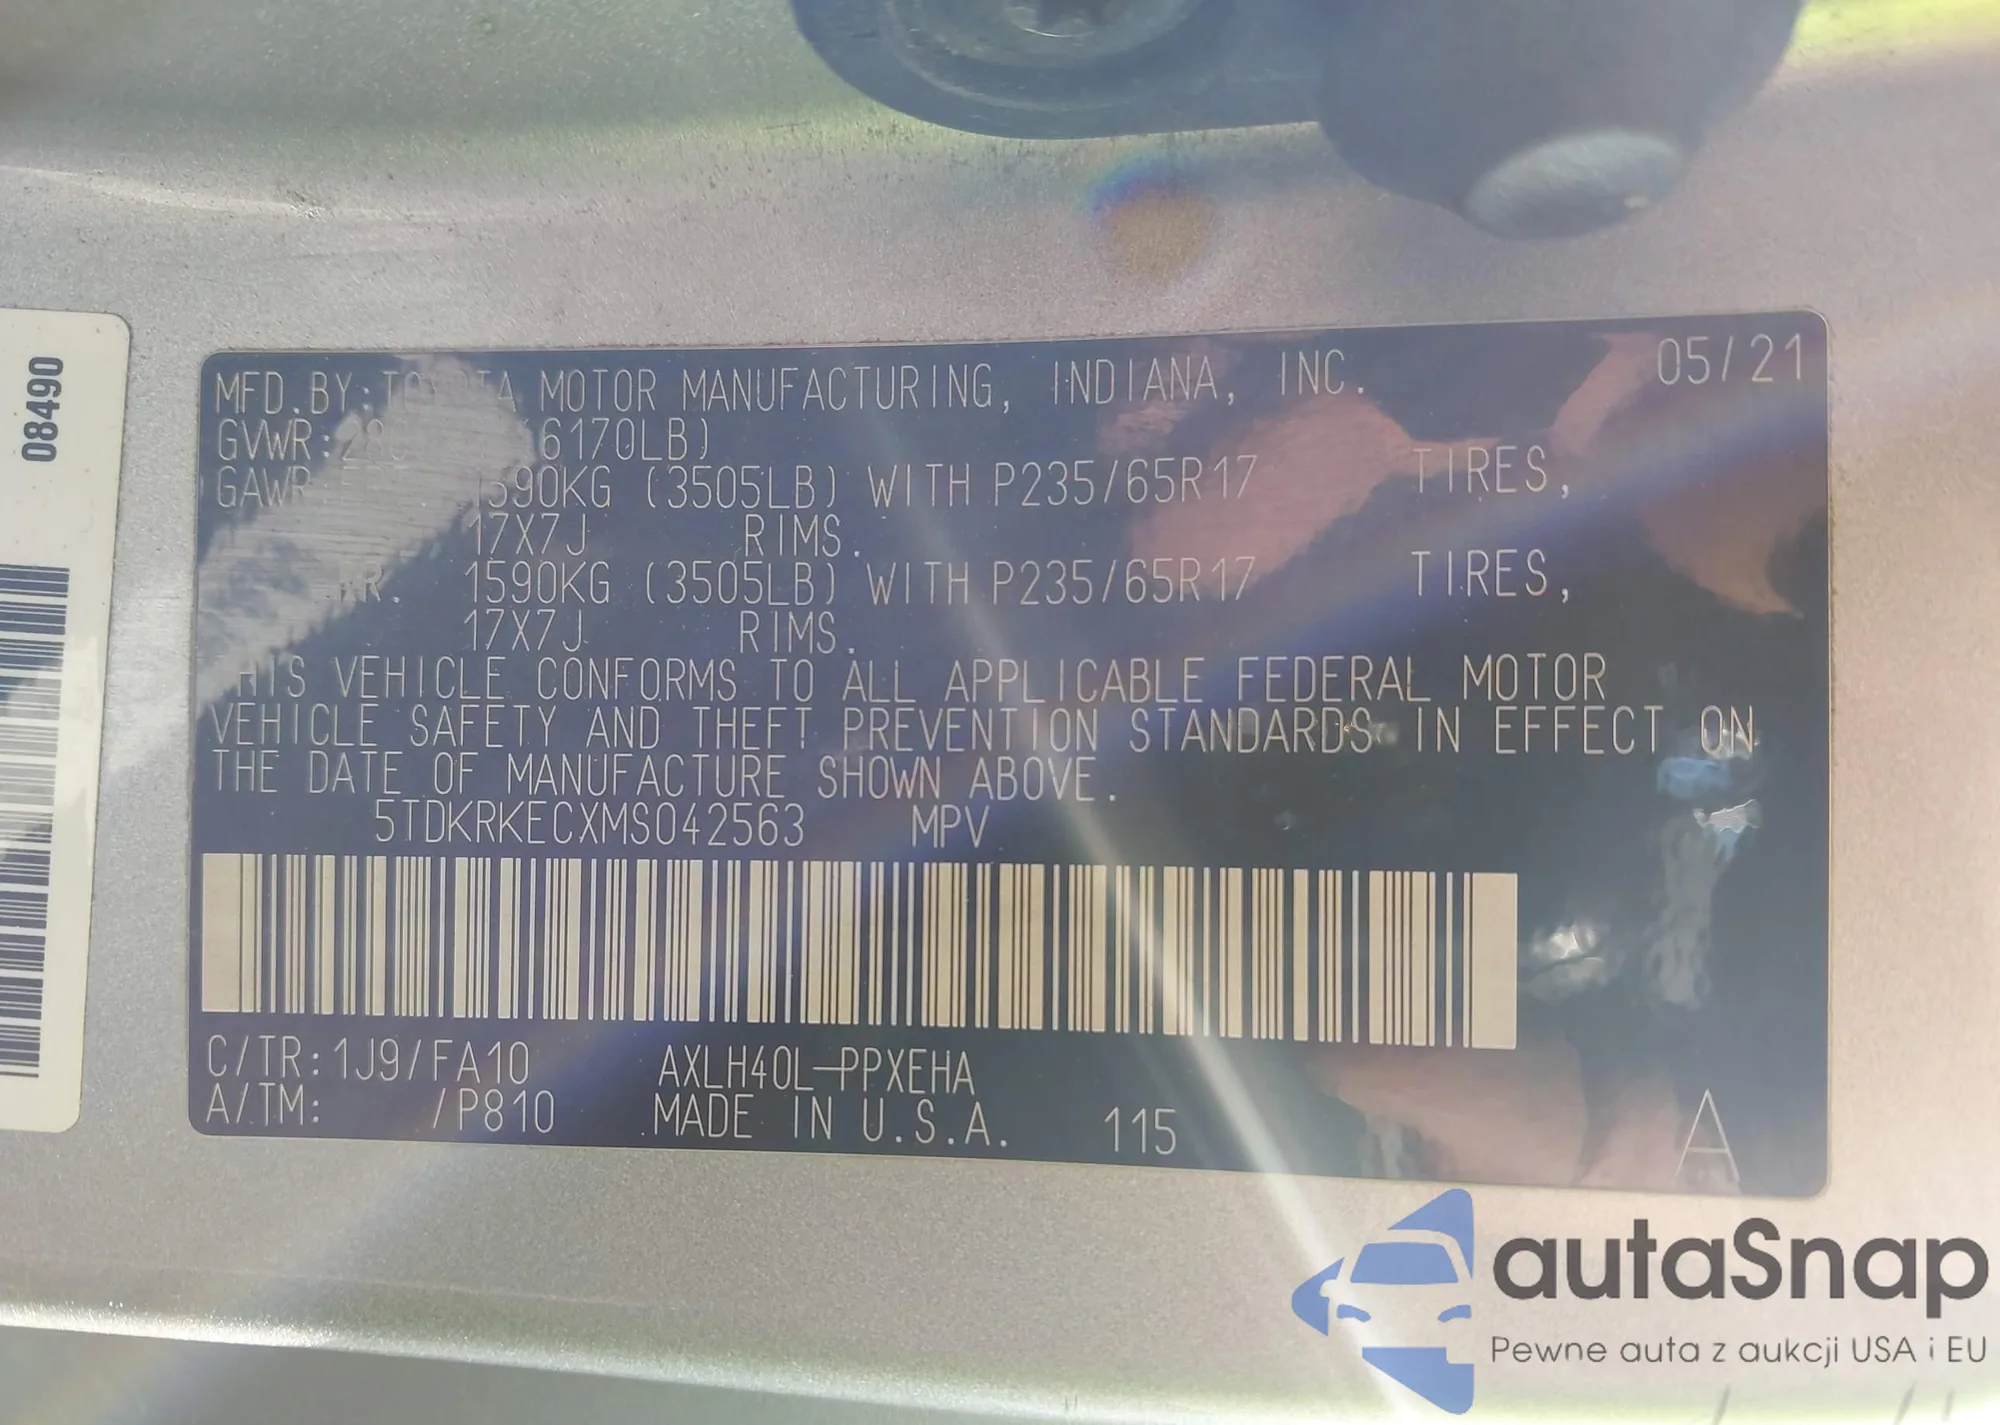 08490
MFD.BY:TOYOTA MOTOR MANUFACTURING, INDIANA, INC. 05/21
GVWR: (6170LB)
GAWR 1590KG (3505LB) WITH P235/65R17 TIRES,
17X7J RIMS.
RR. 1590KG (3505LB) WITH P235/65R17 TIRES,
17X7J RIMS.
THIS VEHICLE CONFORMS TO ALL APPLICABLE FEDERAL MOTOR
VEHICLE SAFETY AND THEFT PREVENTION STANDARDS IN EFFECT ON
THE DATE OF MANUFACTURE SHOWN ABOVE.
5TDKRKECXMS042563 MPV
C/TR:1J9/FA10 AXLH40L-PPXEHA
A/TM: /P810 MADE IN U.S.A. 115 A
autaSnap
Pewne auta z aukcji USA i EU